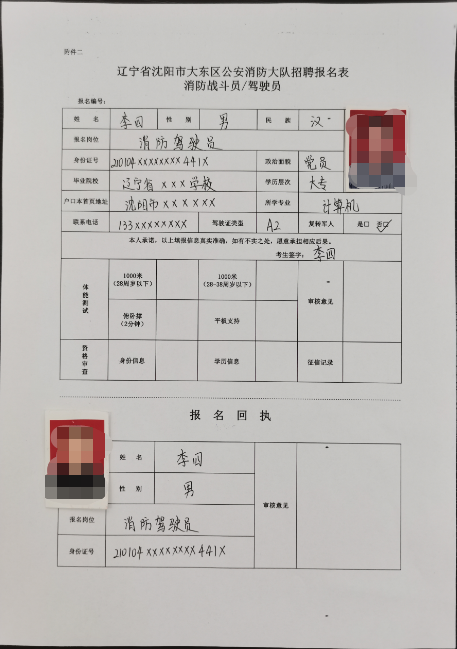 附件二
辽宁省沈阳市大东区公安消防大队招聘报名表
消防战斗员/驾驶员
报名编号：
姓 名 李四 性 别 男 民 族 汉
报名岗位 消防驾驶员
身份证号 210104xxxxxxxx441X 政治面貌 党员
毕业院校 辽宁省 x x x 学校 学历层次 大专
户口本首页地址 沈阳市 x x x x x x 所学专业 计算机
联系电话 133xxxxxxxx 驾驶证类型 A2 复转军人 是口 否☑
本人承诺，以上填报信息真实准确，如有不实之处，愿意承担相应后果。
考生签字：李四
体能测试 1000米（28周岁以下） 1000米（28-38周岁以下） 审核意见
俯卧撑（2分钟） 平板支持
资格审查 身份信息 学历信息 征信记录
报 名 回 执
姓 名 李四 审核意见
性 别 男
报名岗位 消防驾驶员
身份证号 210104xxxxxxxx441X